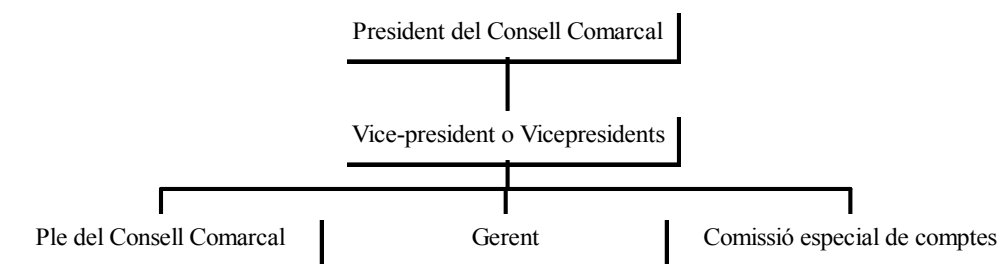 President del Consell Comarcal
Vice-president o Vicepresidents
Ple del Consell Comarcal
Gerent
Comissió especial de comptes